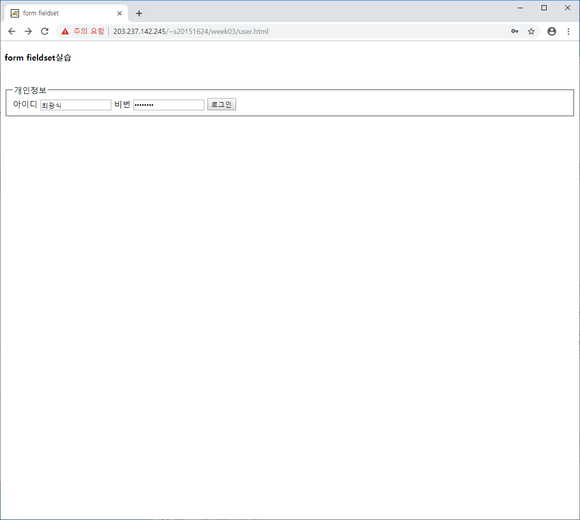 form fieldset
주의 요함 203.237.142.245/~s20151624/week03/user.html
form fieldset실습
개인정보
아이디 최광식 비번 •••••••• 로그인